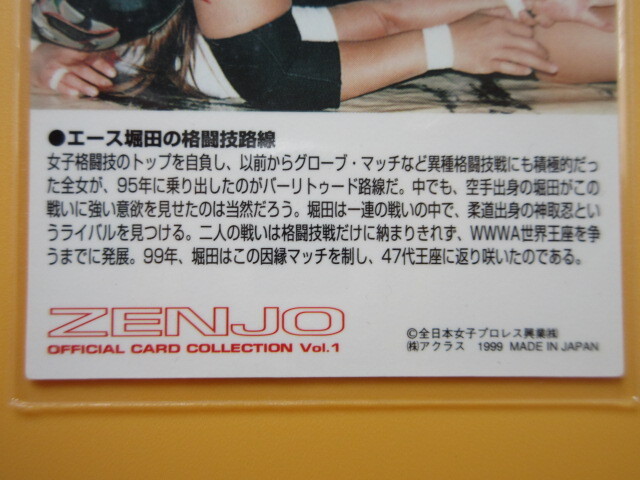 ●エース堀田の格闘技路線
女子格闘技のトップを自負し、以前からグローブ・マッチなど異種格闘技戦にも積極的だっ
た全女が、95年に乗り出したのがバーリトゥード路線だ。中でも、空手出身の堀田がこの
戦いに強い意欲を見せたのは当然だろう。堀田は一連の戦いの中で、柔道出身の神取忍とい
うライバルを見つける。二人の戦いは格闘技戦だけに納まりきれず、WWWA世界王座を争
うまでに発展。99年、堀田はこの因縁マッチを制し、47代王座に返り咲いたのである。
ZENJO
OFFICIAL CARD COLLECTION Vol.1
©全日本女子プロレス興業㈱
㈱アクラス 1999 MADE IN JAPAN